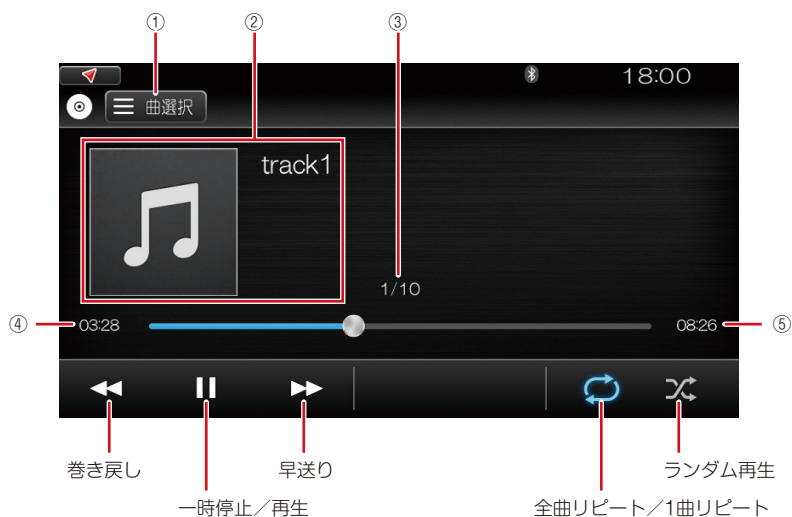 ① ② ③
18:00
曲選択
track1
1/10
④ 03:28 08:26 ⑤
巻き戻し 早送り ランダム再生
一時停止／再生 全曲リピート／1曲リピート